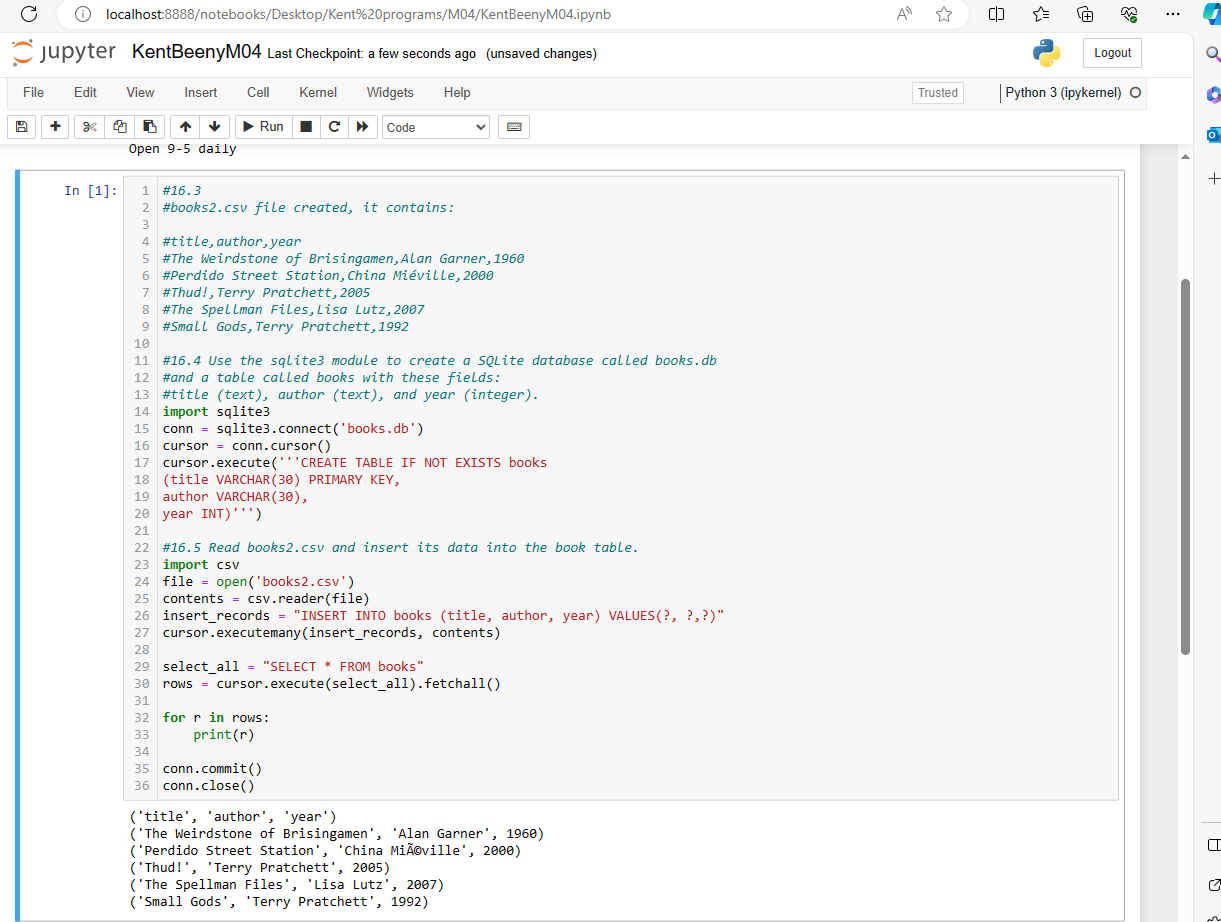 localhost:8888/notebooks/Desktop/Kent%20programs/M04/KentBeenyM04.ipynb
jupyter KentBeenyM04 Last Checkpoint: a few seconds ago (unsaved changes)
Logout
File Edit View Insert Cell Kernel Widgets Help Trusted Python 3 (ipykernel)
Run Code
Open 9-5 daily
In [1]:
1 #16.3
2 #books2.csv file created, it contains:
3
4 #title,author,year
5 #The Weirdstone of Brisingamen,Alan Garner,1960
6 #Perdido Street Station,China Miéville,2000
7 #Thud!,Terry Pratchett,2005
8 #The Spellman Files,Lisa Lutz,2007
9 #Small Gods,Terry Pratchett,1992
10
11 #16.4 Use the sqlite3 module to create a SQLite database called books.db
12 #and a table called books with these fields:
13 #title (text), author (text), and year (integer).
14 import sqlite3
15 conn = sqlite3.connect('books.db')
16 cursor = conn.cursor()
17 cursor.execute('''CREATE TABLE IF NOT EXISTS books
18 (title VARCHAR(30) PRIMARY KEY,
19 author VARCHAR(30),
20 year INT)''')
21
22 #16.5 Read books2.csv and insert its data into the book table.
23 import csv
24 file = open('books2.csv')
25 contents = csv.reader(file)
26 insert_records = "INSERT INTO books (title, author, year) VALUES(?, ?,?)"
27 cursor.executemany(insert_records, contents)
28
29 select_all = "SELECT * FROM books"
30 rows = cursor.execute(select_all).fetchall()
31
32 for r in rows:
33     print(r)
34
35 conn.commit()
36 conn.close()
('title', 'author', 'year')
('The Weirdstone of Brisingamen', 'Alan Garner', 1960)
('Perdido Street Station', 'China MiÃ©ville', 2000)
('Thud!', 'Terry Pratchett', 2005)
('The Spellman Files', 'Lisa Lutz', 2007)
('Small Gods', 'Terry Pratchett', 1992)